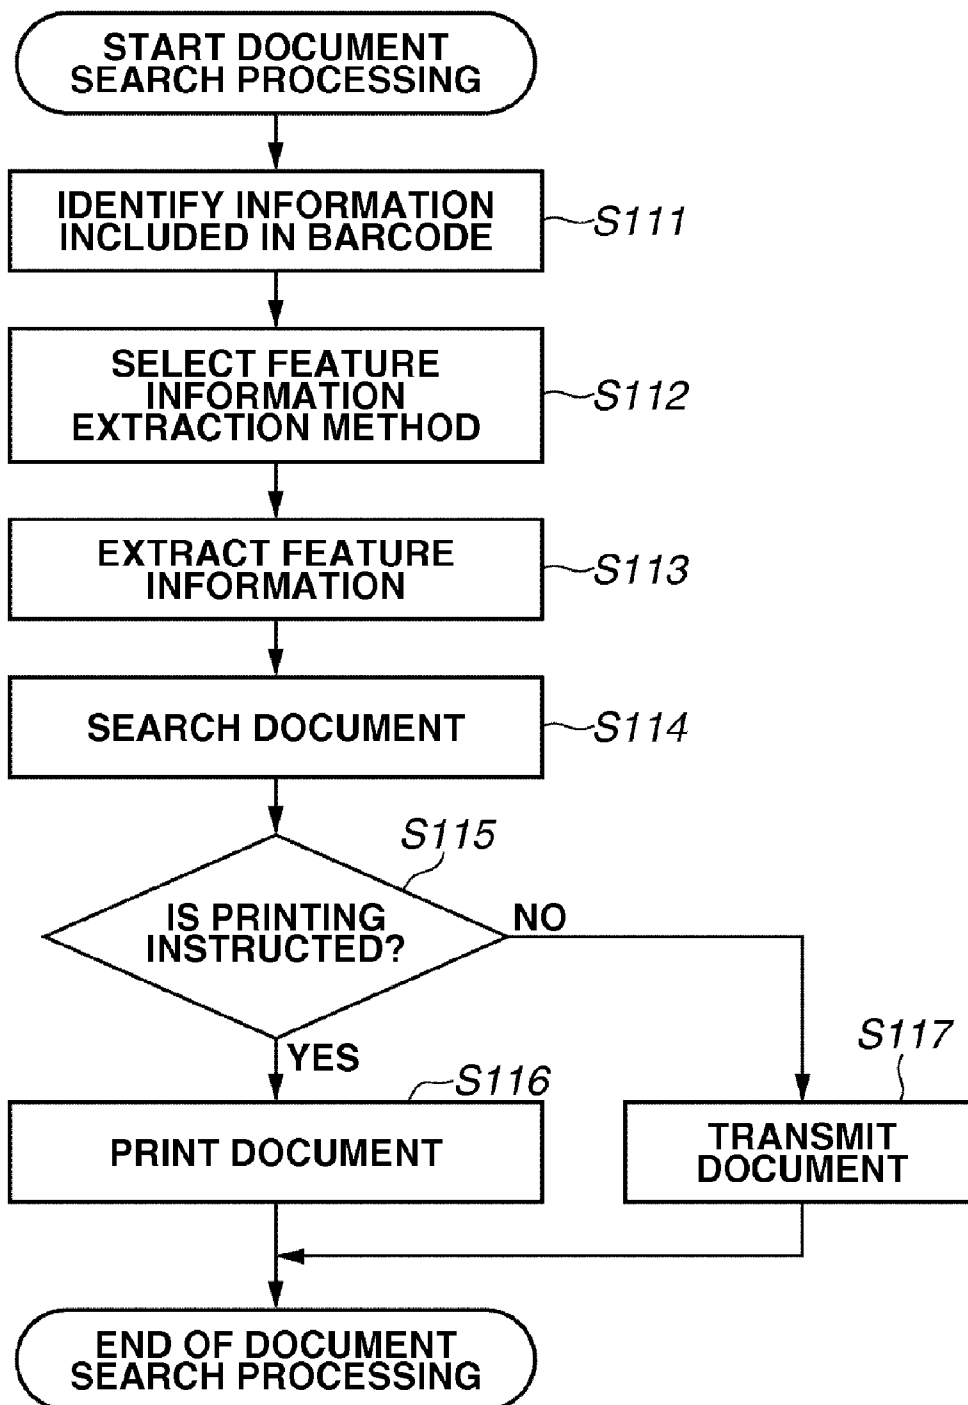 START DOCUMENT
SEARCH PROCESSING
IDENTIFY INFORMATION
INCLUDED IN BARCODE
S111
SELECT FEATURE
INFORMATION
EXTRACTION METHOD
S112
EXTRACT FEATURE
INFORMATION
S113
SEARCH DOCUMENT
S114
S115
IS PRINTING
INSTRUCTED?
NO
YES
S116
PRINT DOCUMENT
S117
TRANSMIT
DOCUMENT
END OF DOCUMENT
SEARCH PROCESSING